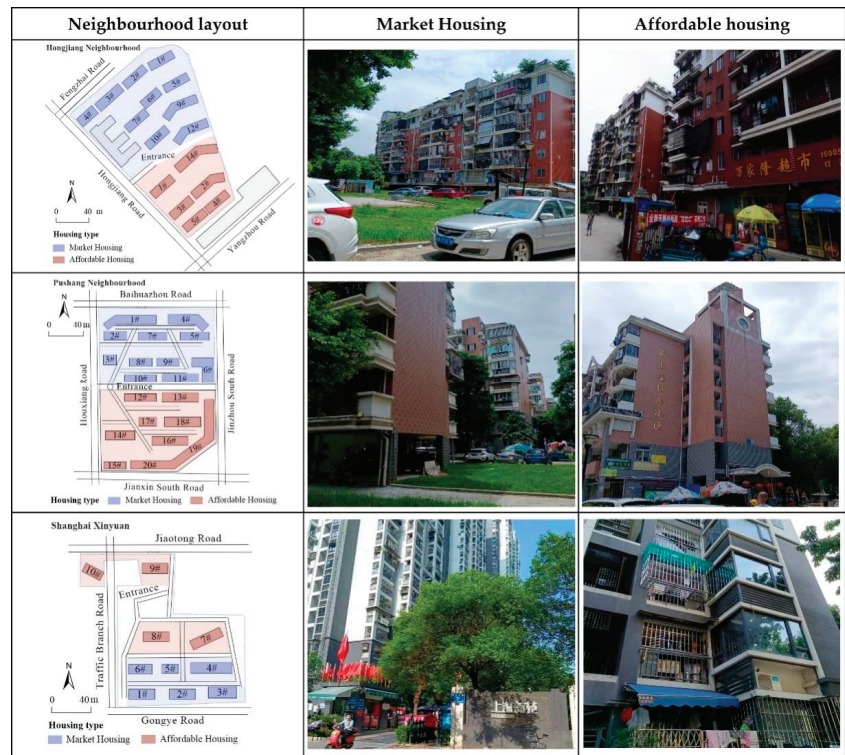 Neighbourhood layout
Market Housing
Affordable housing
Hongjiang Neighbourhood
Fengzhai Road
1#
2#
3#
4#
5#
6#
7#
9#
10#
12#
Entrance
14#
1#
2#
3#
4#
5#
Hongjiang Road
Yangzhou Road
N
0 40 m
Housing type
Market Housing
Affordable Housing
万家隆超市
Pushang Neighbourhood
N
0 40 m
Baihuazhou Road
1# 4#
2# 7# 5#
3# 8# 9# 6#
10# 11#
Entrance
12# 13#
17# 18#
14# 16# 19#
15# 20#
Houxiang Road
Jinzhou South Road
Jianxin South Road
Housing type Market Housing Affordable Housing
Shanghai Xinyuan
Jiaotong Road
10# 9#
Entrance
8# 7#
6# 5# 4#
1# 2# 3#
Traffic Branch Road
Gongye Road
N
0 40 m
Housing type
Market Housing Affordable Housing
上海